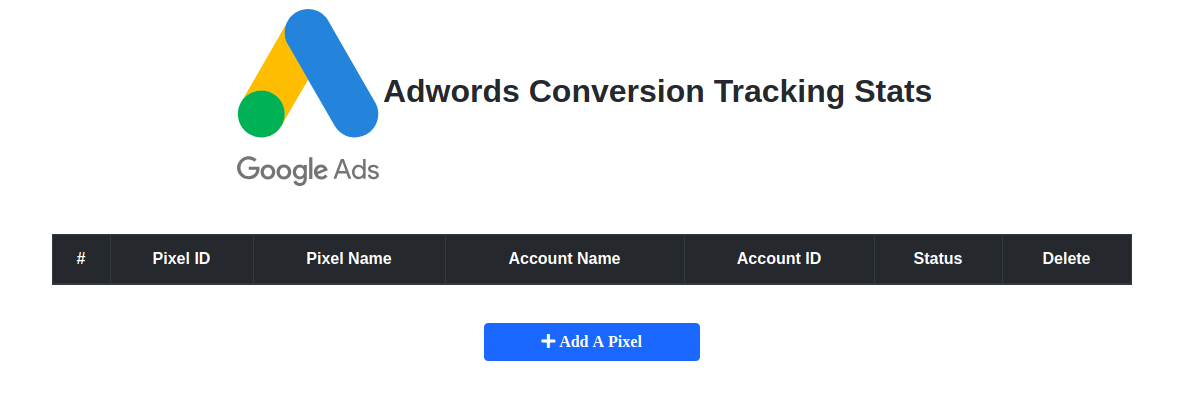 Adwords Conversion Tracking Stats
Google Ads
# Pixel ID Pixel Name Account Name Account ID Status Delete
Add A Pixel